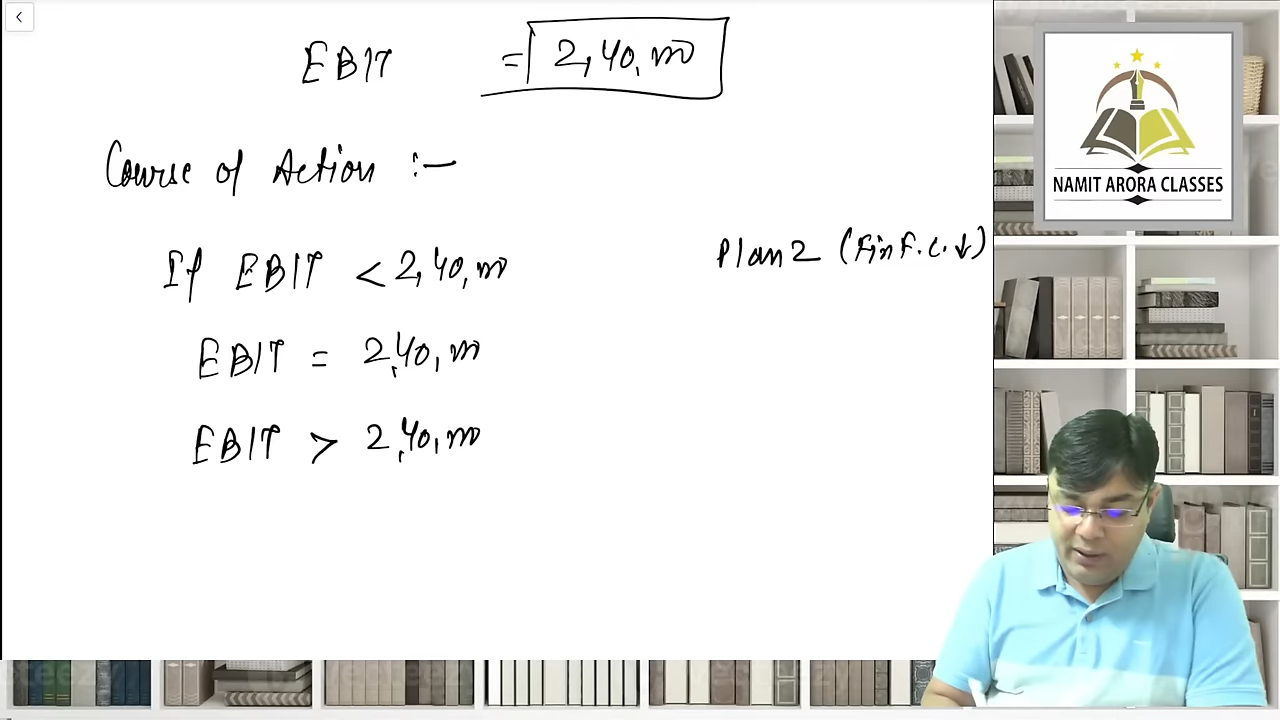 EBIT = 2,40,000
Course of Action :-
If EBIT < 2,40,000 Plan 2 (Fin F.C. ↓)
EBIT = 2,40,000
EBIT > 2,40,000
NAMIT ARORA CLASSES